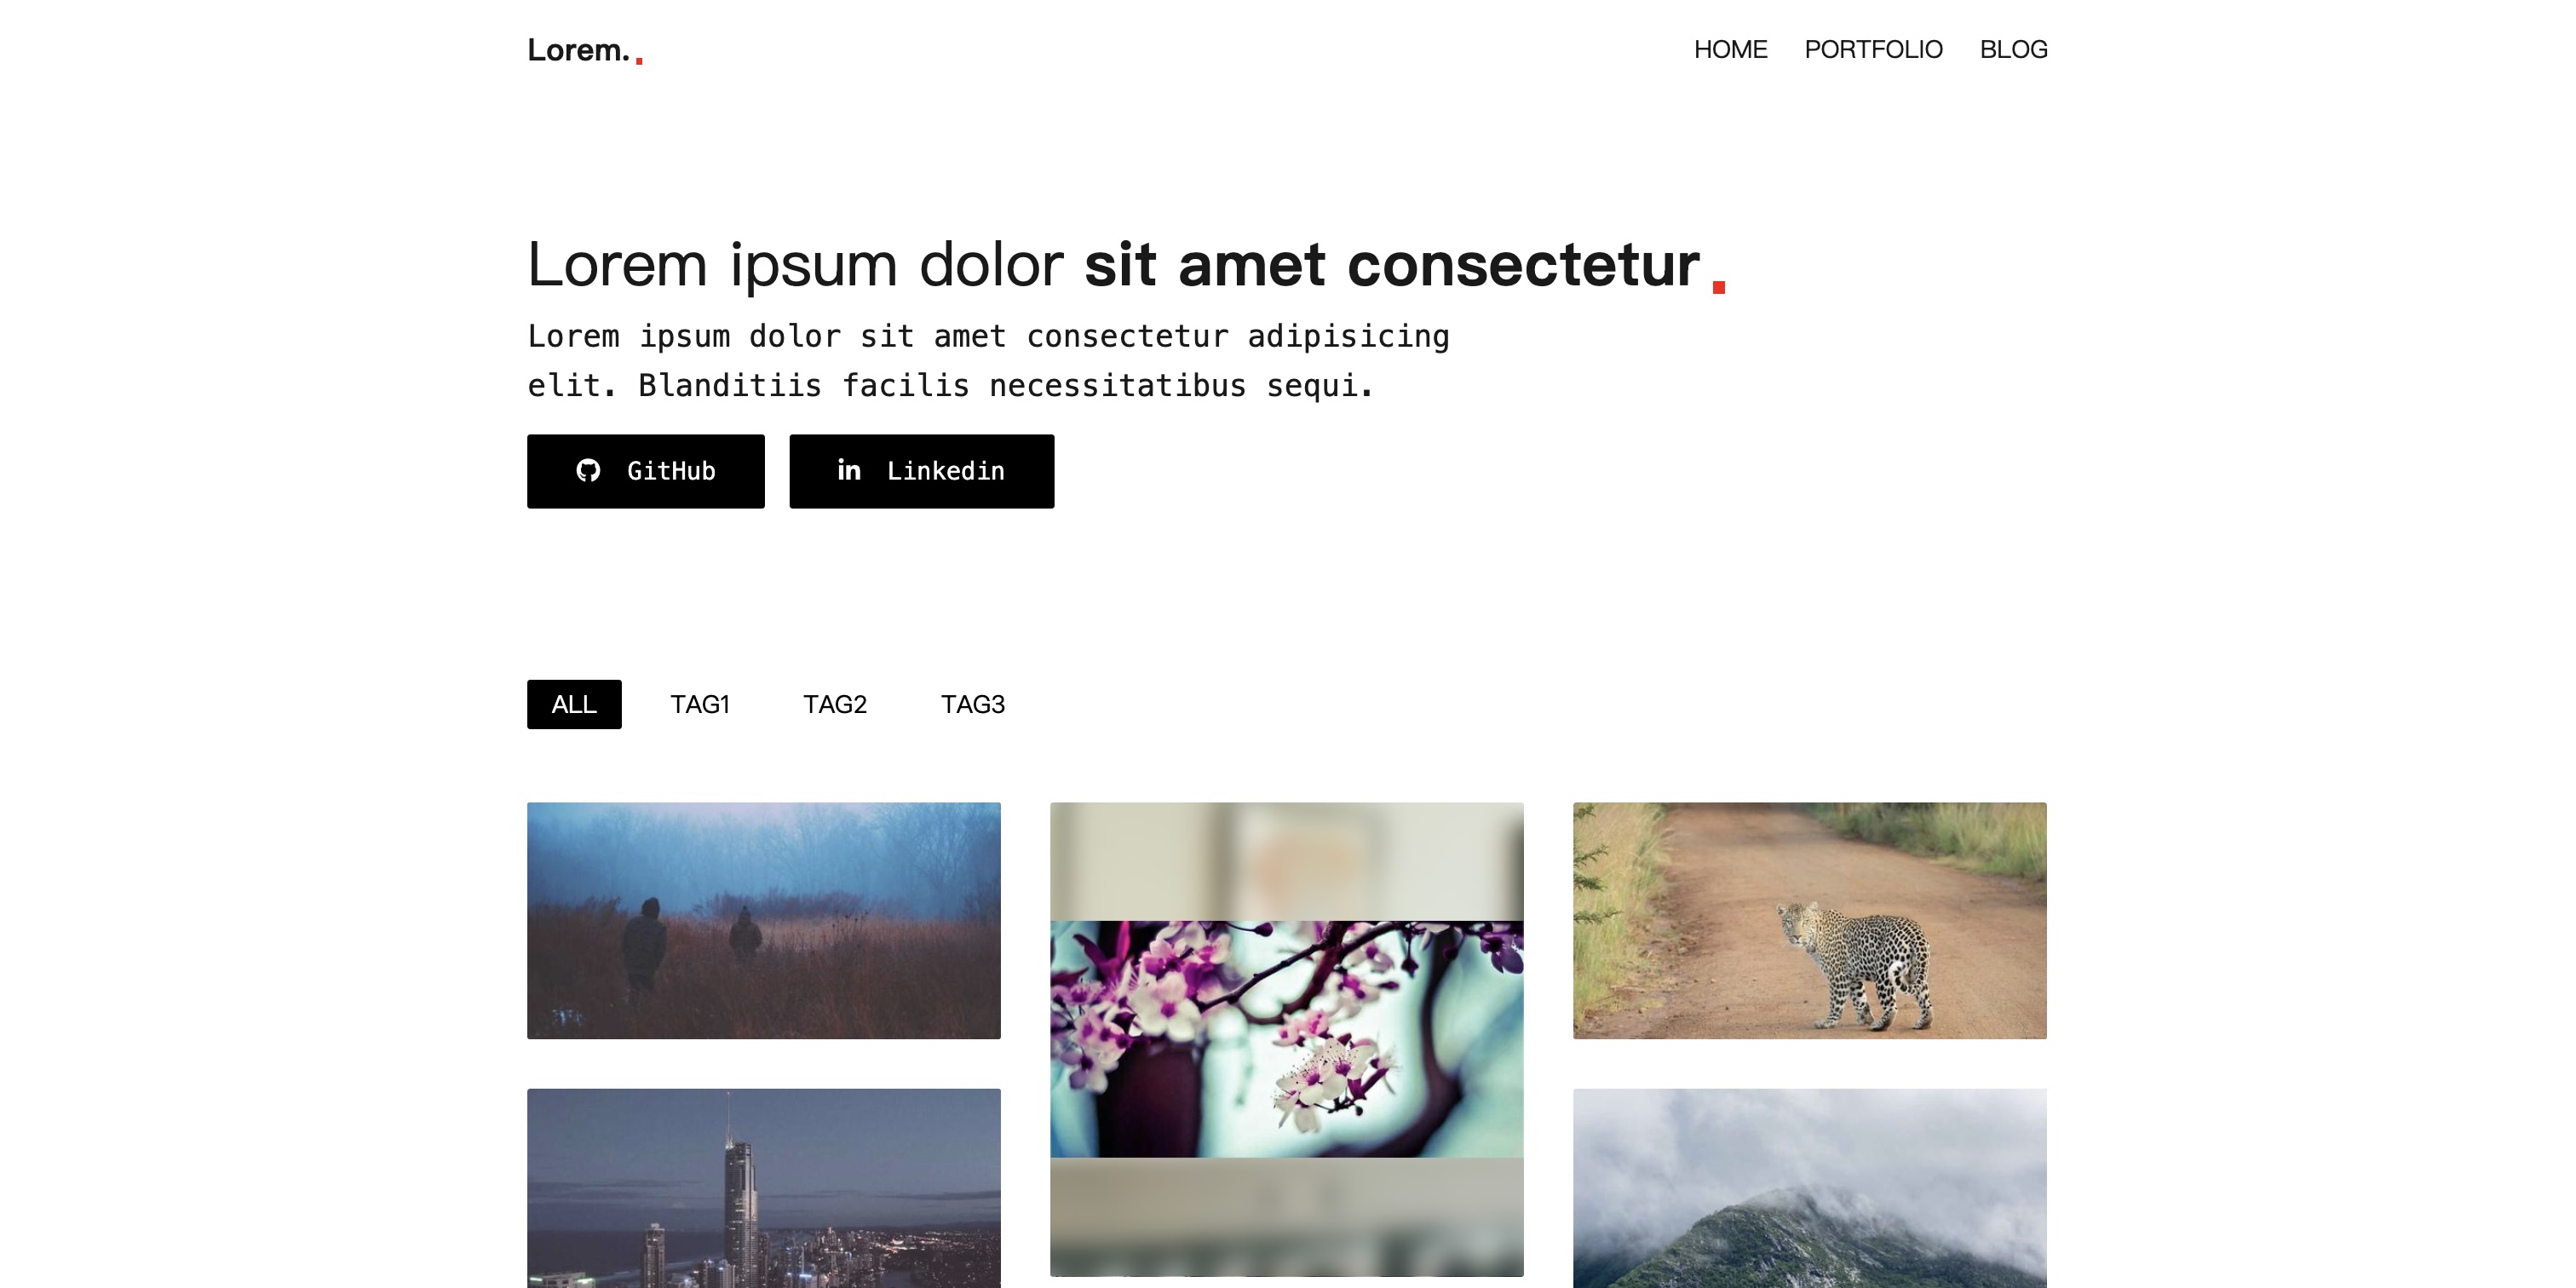 Lorem..
HOME PORTFOLIO BLOG
Lorem ipsum dolor sit amet consectetur.
Lorem ipsum dolor sit amet consectetur adipisicing
elit. Blanditiis facilis necessitatibus sequi.
GitHub Linkedin
ALL TAG1 TAG2 TAG3